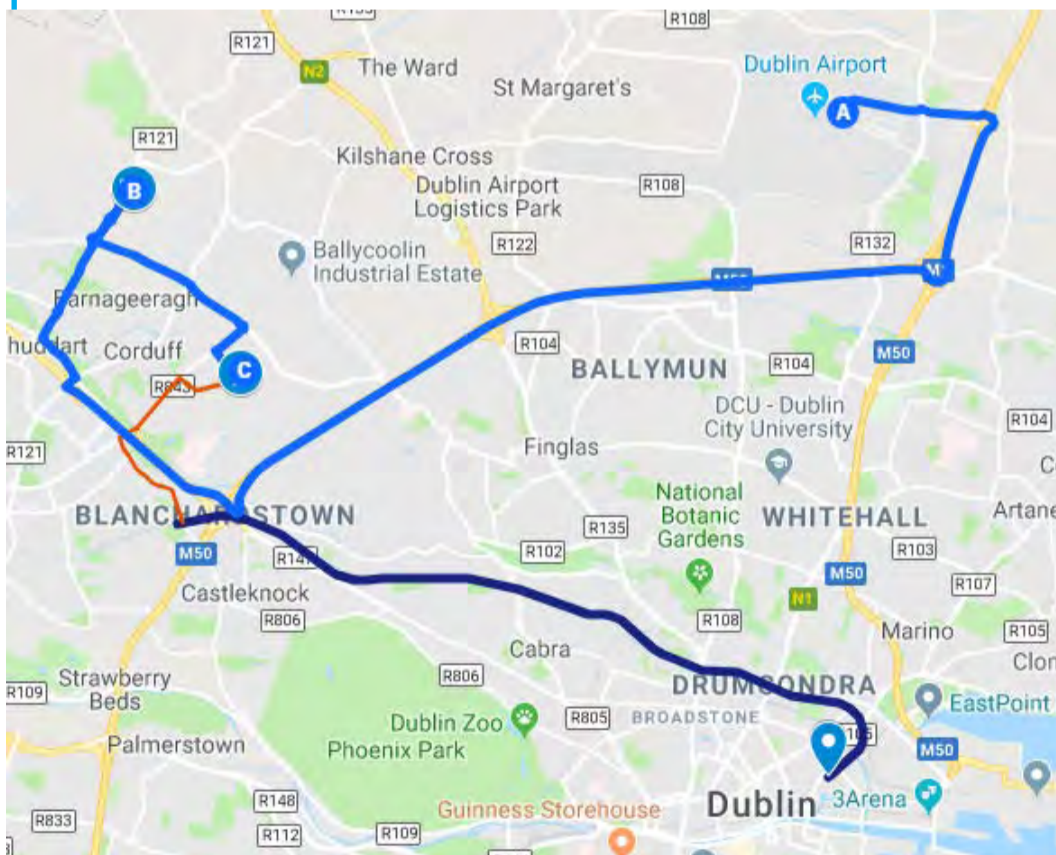 R121
N2
The Ward
R108
Dublin Airport
St Margaret's
A
R121
Kilshane Cross
R108
B
Dublin Airport
Logistics Park
R122
R132
Ballycoolin
Industrial Estate
Barnageeragh
huddart
Corduff
R104
M50
R843
C
BALLYMUN
R104
DCU - Dublin
City University
R104
R121
Finglas
National
Botanic
Gardens
BLANCHARDSTOWN
R135
WHITEHALL
Artane
M50
R147
R102
R103
Castleknock
M50
R107
R806
N1
R108
Marino
R105
Cabra
Clon
Strawberry
Beds
R109
R806
DRUMCONDRA
EastPoint
Dublin Zoo
R805
BROADSTONE
Phoenix Park
Palmerstown
M50
R148
Guinness Storehouse
Dublin
3Arena
R833
R112
R109